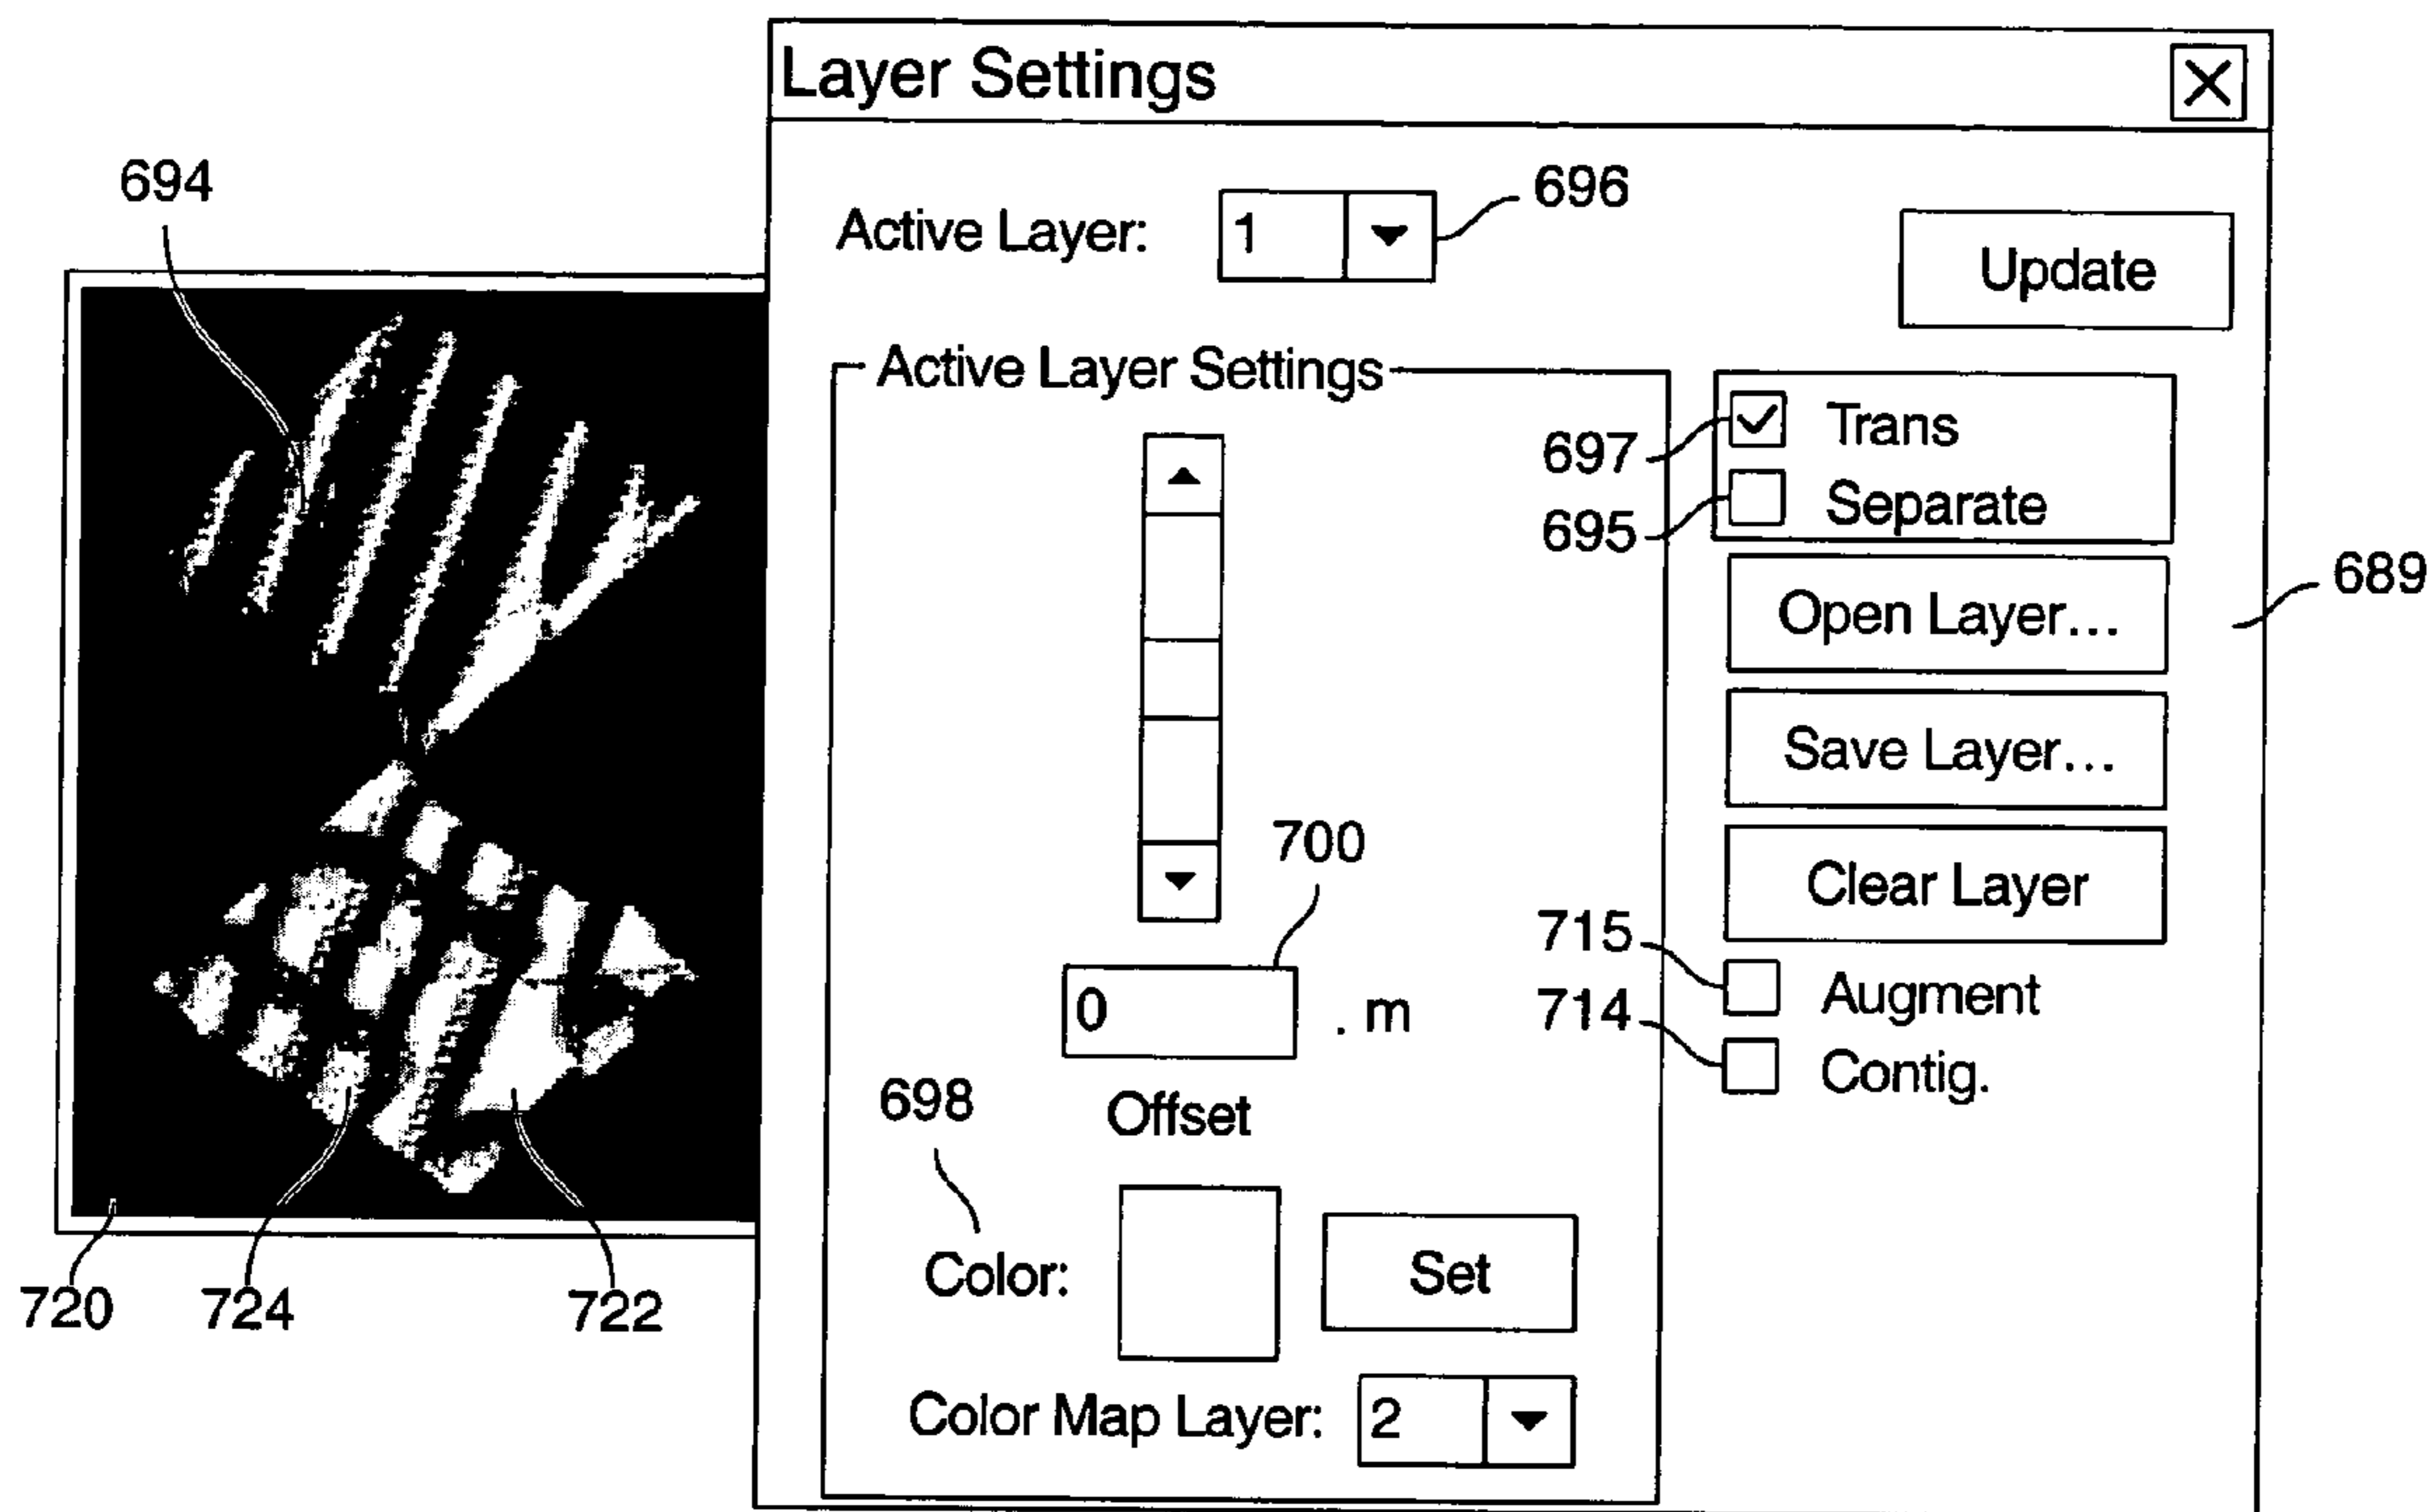 Layer Settings
694
Active Layer:
1
696
Update
Active Layer Settings
697
Trans
695
Separate
689
Open Layer...
Save Layer...
700
Clear Layer
715
Augment
0
. m
714
Contig.
698
Offset
Color:
Set
720
724
722
Color Map Layer:
2